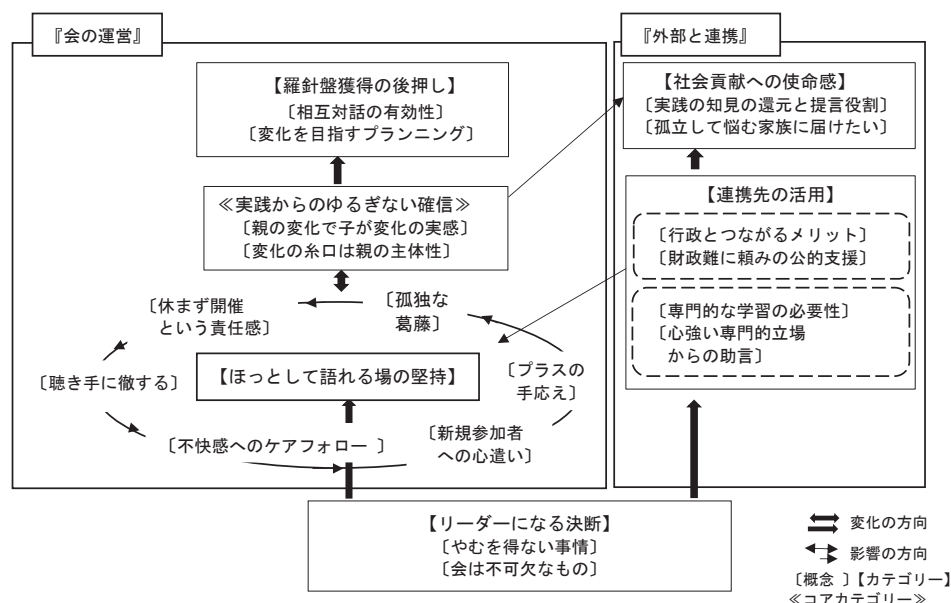 『会の運営』
【羅針盤獲得の後押し】
〔相互対話の有効性〕
〔変化を目指すプランニング〕
≪実践からのゆるぎない確信≫
〔親の変化で子が変化の実感〕
〔変化の糸口は親の主体性〕
〔休まず開催
という責任感〕
〔孤独な
葛藤〕
〔聴き手に徹する〕
【ほっとして語れる場の堅持】
〔プラスの
手応え〕
〔不快感へのケアフォロー 〕
〔新規参加者
への心遣い〕
『外部と連携』
【社会貢献への使命感】
〔実践の知見の還元と提言役割〕
〔孤立して悩む家族に届けたい〕
【連携先の活用】
〔行政とつながるメリット〕
〔財政難に頼みの公的支援〕
〔専門的な学習の必要性〕
〔心強い専門的立場
からの助言〕
【リーダーになる決断】
〔やむを得ない事情〕
〔会は不可欠なもの〕
変化の方向
影響の方向
〔概念 〕【カテゴリー】
≪コアカテゴリー≫